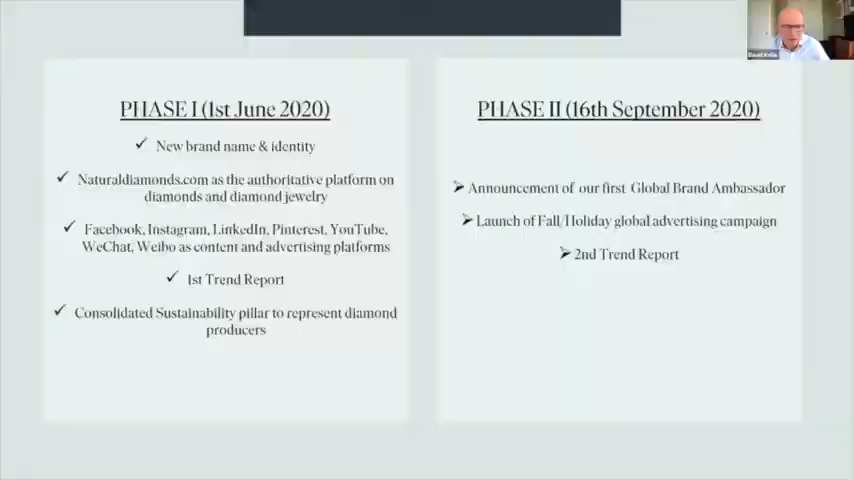 PHASE I (1st June 2020)
✓ New brand name & identity
✓ Naturaldiamonds.com as the authoritative platform on
diamonds and diamond jewelry
✓ Facebook, Instagram, LinkedIn, Pinterest, YouTube,
WeChat, Weibo as content and advertising platforms
✓ 1st Trend Report
✓ Consolidated Sustainability pillar to represent diamond
producers
PHASE II (16th September 2020)
➢ Announcement of our first Global Brand Ambassador
➢ Launch of Fall/Holiday global advertising campaign
➢ 2nd Trend Report